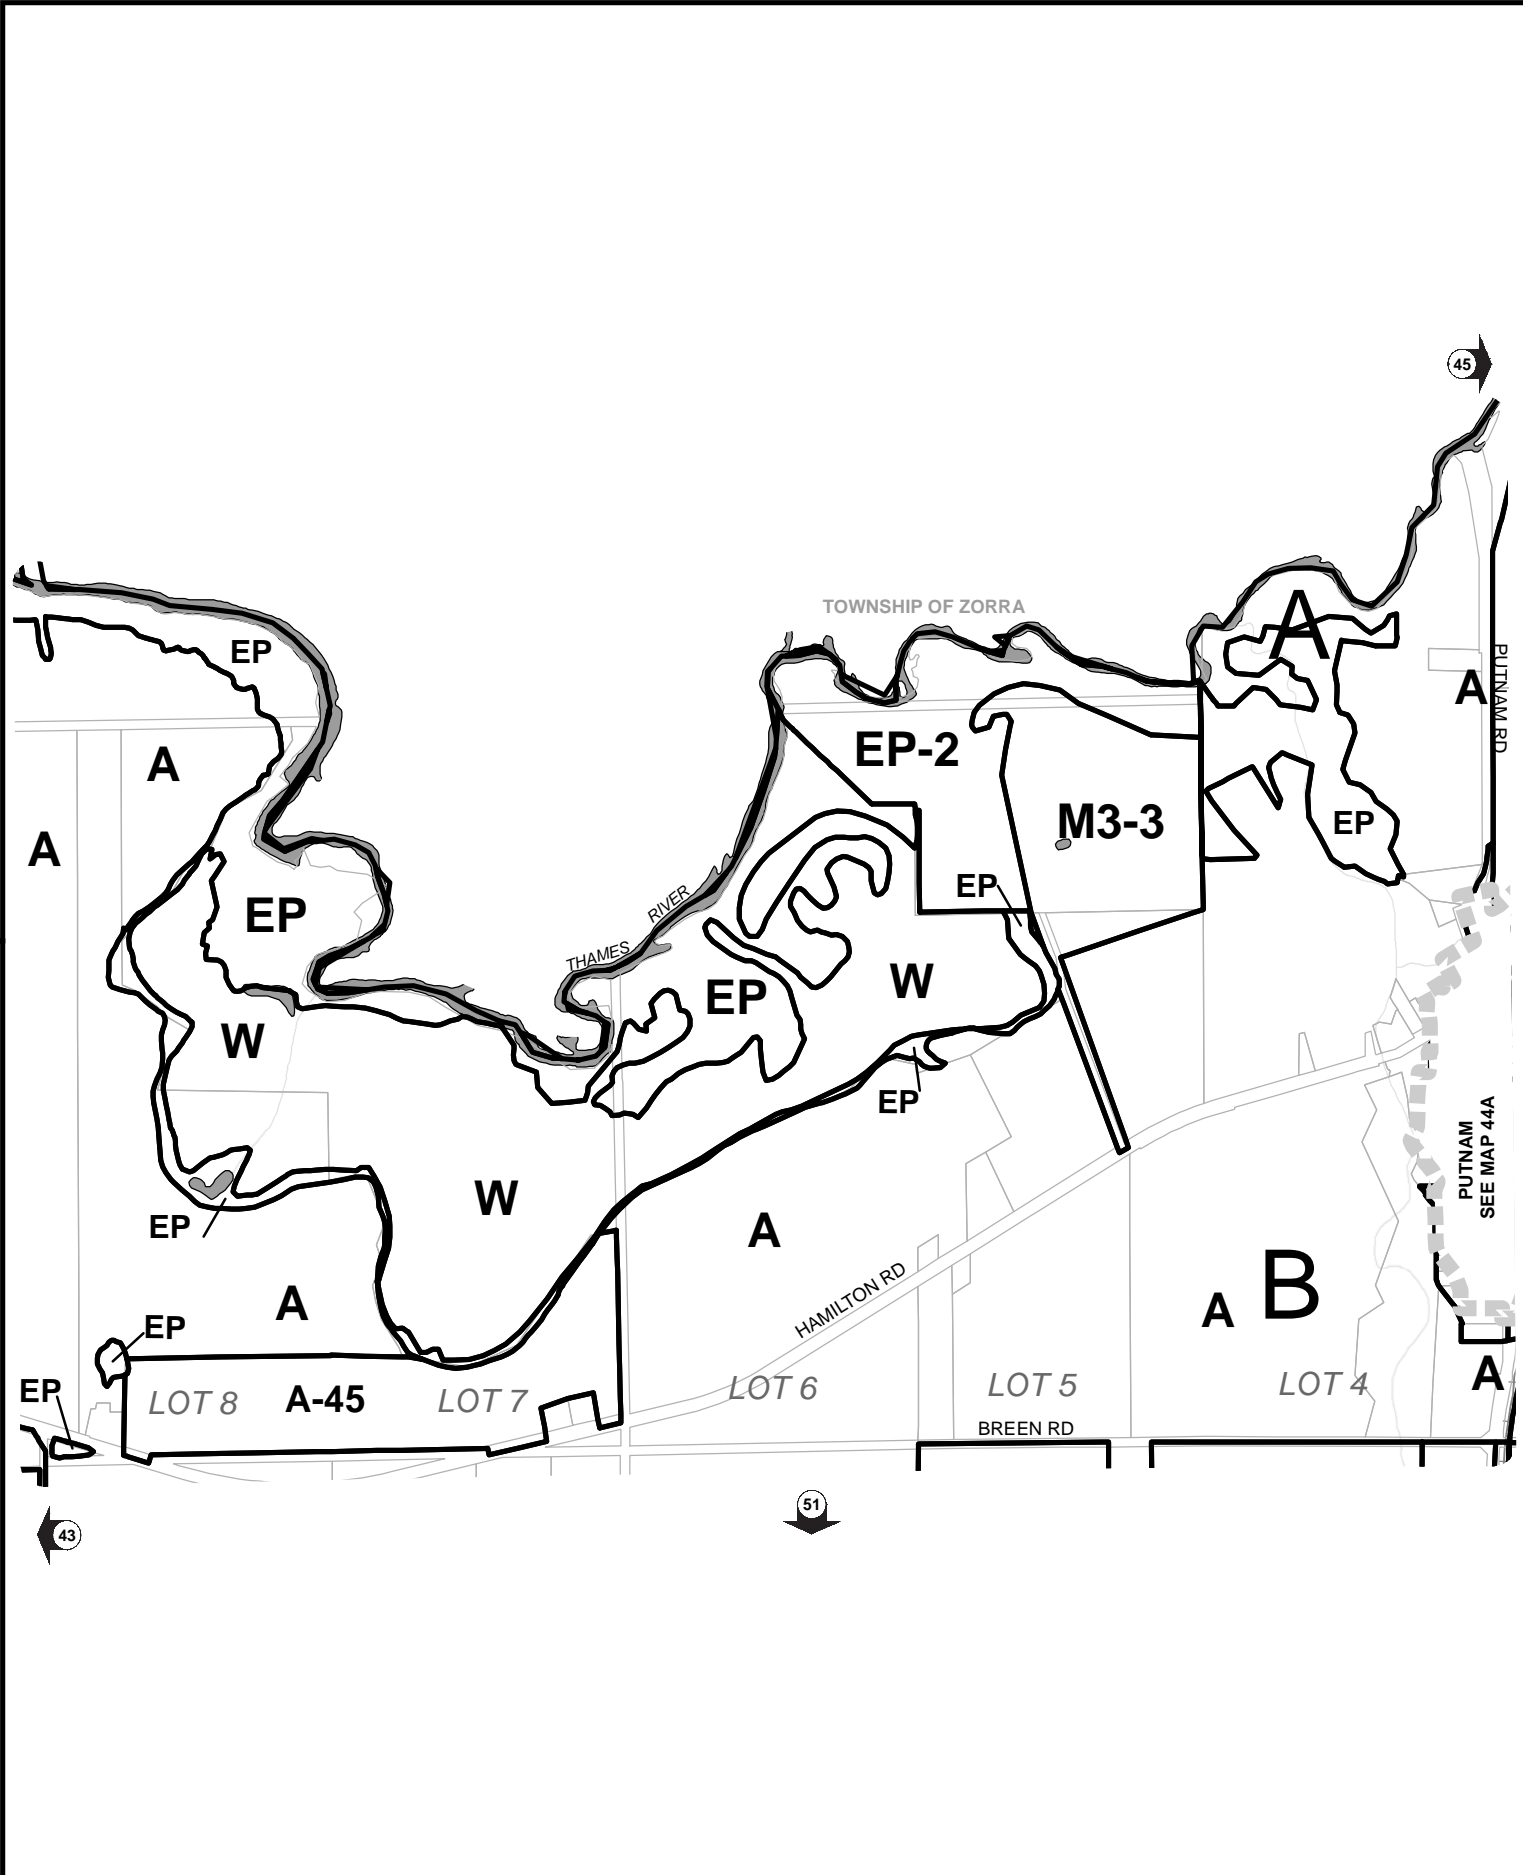 45
TOWNSHIP OF ZORRA
A
EP
A
PUTNAM RD
A
EP-2
M3-3
EP
A
EP
RIVER
EP
THAMES
W
EP
W
EP
PUTNAM
SEE MAP 44A
W
EP
A
HAMILTON RD
B
A
A
EP
EP
LOT 8
A-45
LOT 7
LOT 6
LOT 5
LOT 4
A
BREEN RD
51
43